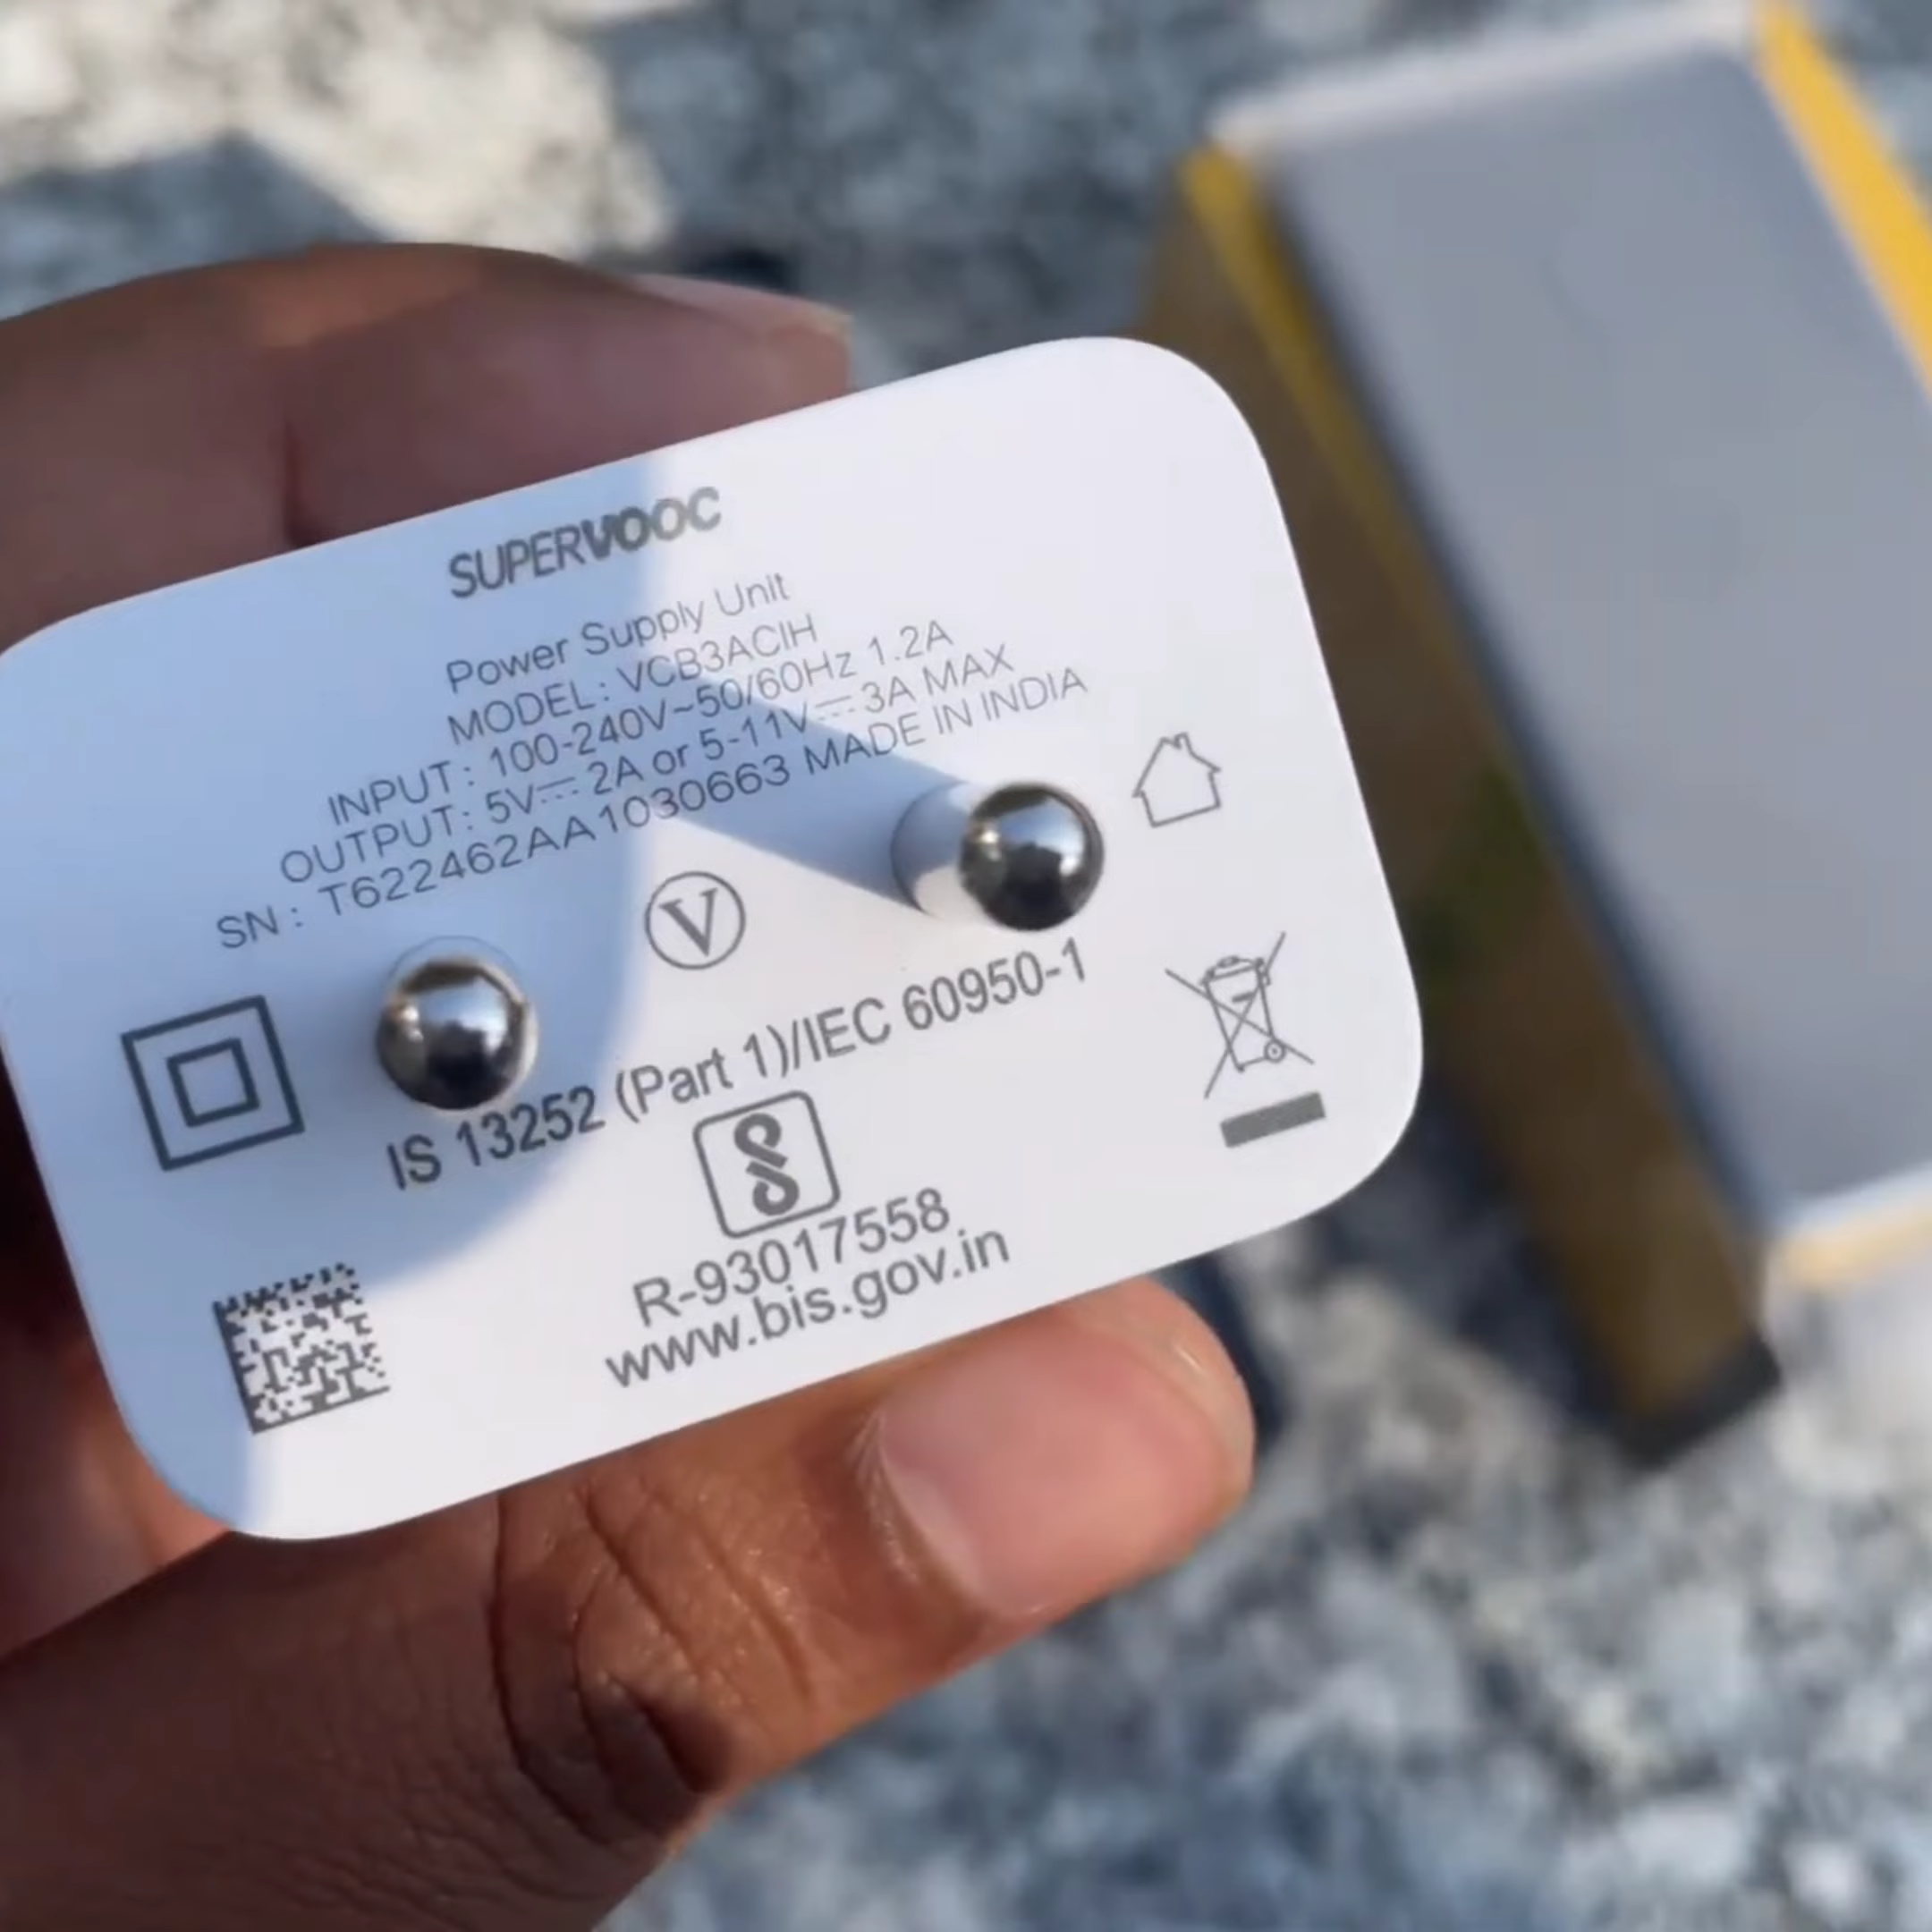 SUPERVOOC
Power Supply Unit
MODEL: VCB3ACIH
INPUT: 100-240V~50/60Hz 1.2A
OUTPUT: 5V⎓2A or 5-11V⎓3A MAX
SN: T622462AA1030663 MADE IN INDIA
V
IS 13252 (Part 1)/IEC 60950-1
R-93017558
www.bis.gov.in